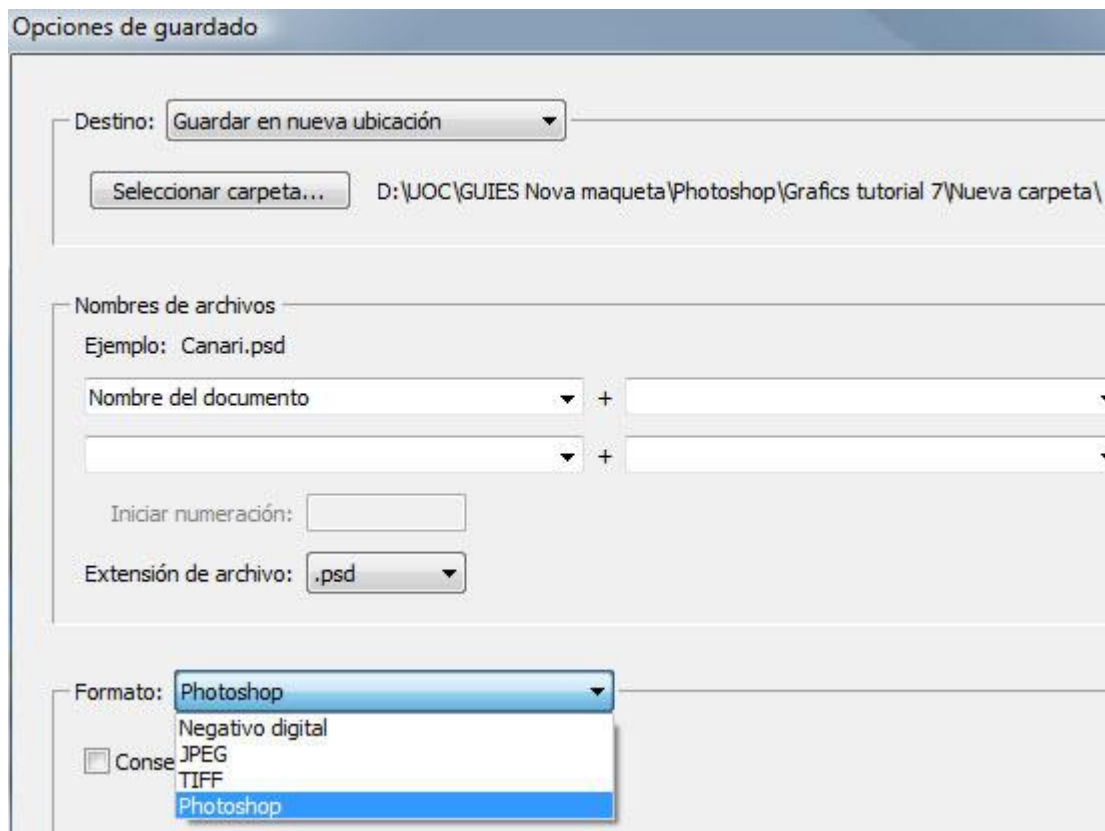 Opciones de guardado
Destino: Guardar en nueva ubicación
Seleccionar carpeta... D:\UOC\GUIES Nova maqueta\Photoshop\Grafics tutorial 7\Nueva carpeta\
Nombres de archivos
Ejemplo: Canari.psd
Nombre del documento +
+
Iniciar numeración:
Extensión de archivo: .psd
Formato: Photoshop
Negativo digital
Conse JPEG
TIFF
Photoshop